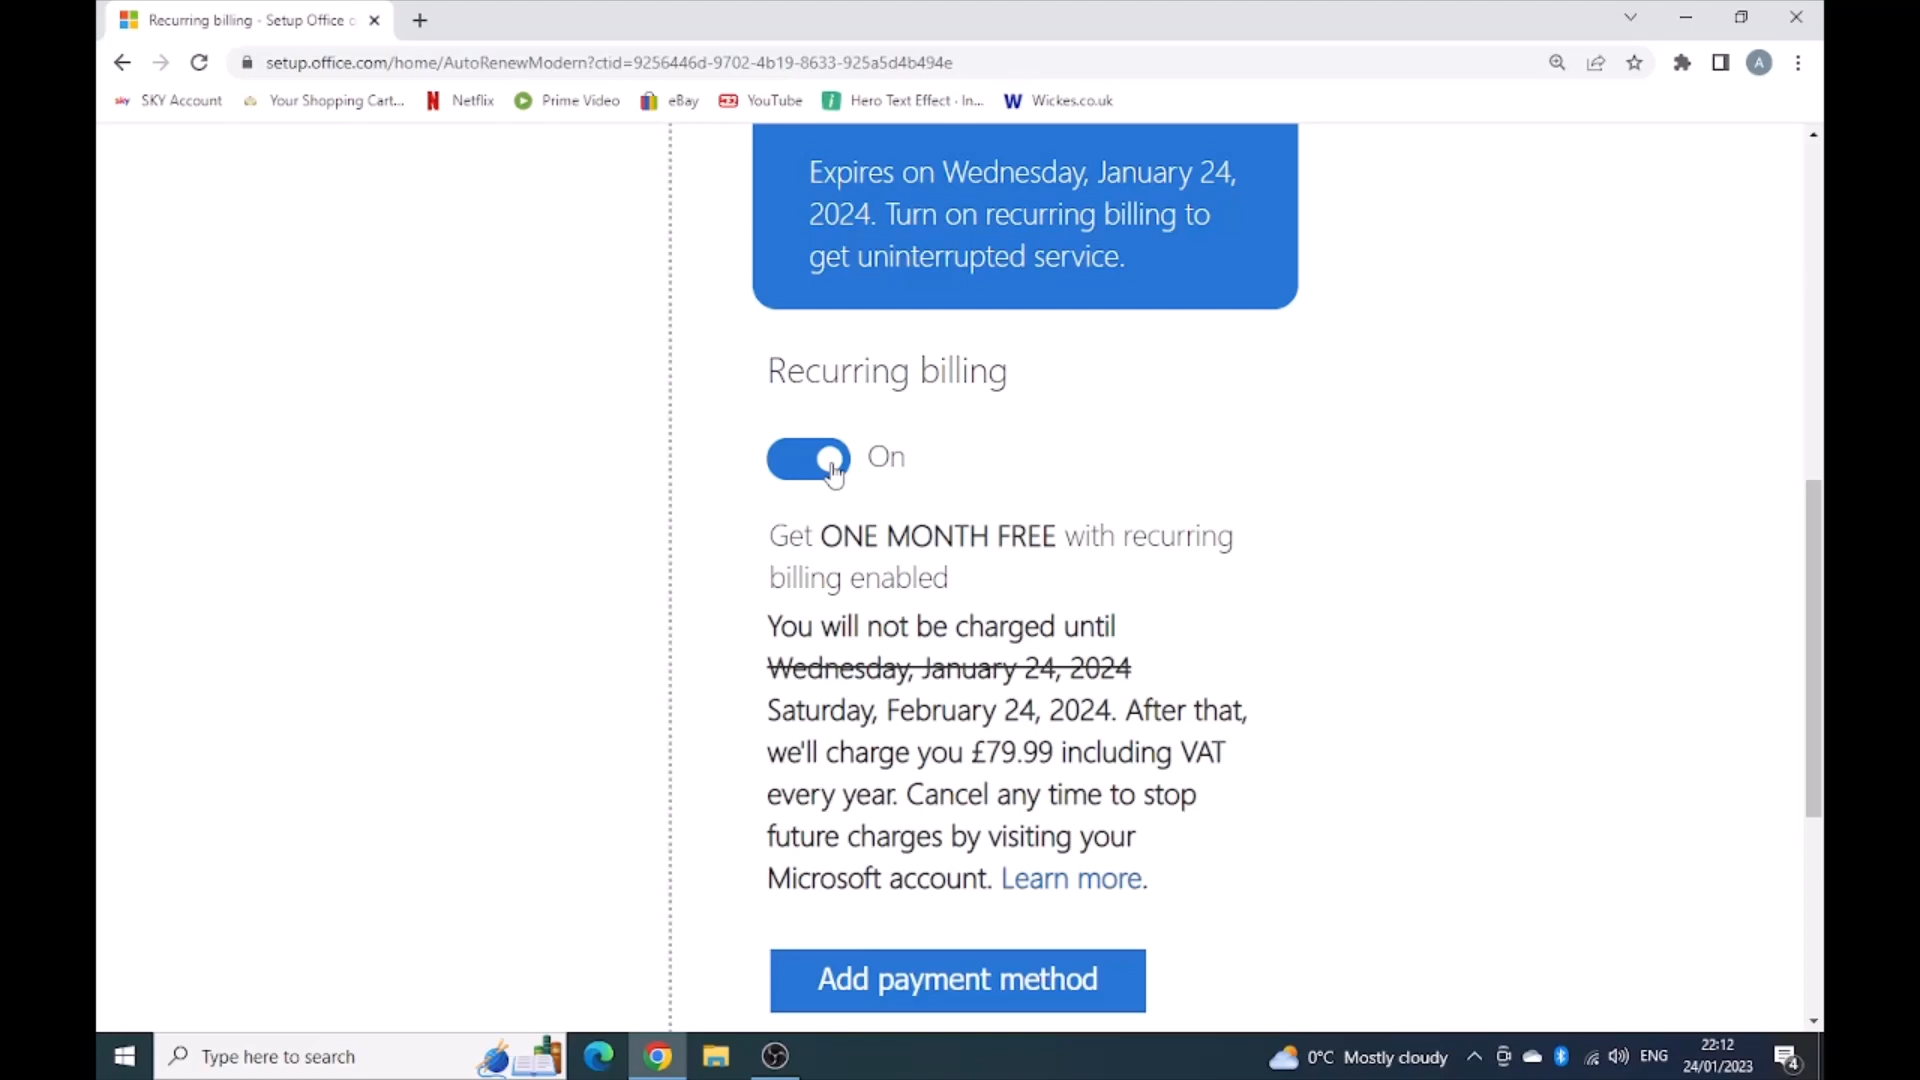 Recurring billing - Setup Office
setup.office.com/home/AutoRenewModern?ctid=9256446d-9702-4b19-8633-925a5d4b494e
A
sky SKY Account
Your Shopping Cart...
Netflix
Prime Video
eBay
YouTube
Hero Text Effect · In...
W Wickes.co.uk
Expires on Wednesday, January 24,
2024. Turn on recurring billing to
get uninterrupted service.
Recurring billing
On
Get ONE MONTH FREE with recurring
billing enabled
You will not be charged until
Wednesday, January 24, 2024
Saturday, February 24, 2024. After that,
we'll charge you £79.99 including VAT
every year. Cancel any time to stop
future charges by visiting your
Microsoft account. Learn more.
Add payment method
Type here to search
0°C Mostly cloudy
ENG
22:12
24/01/2023
4